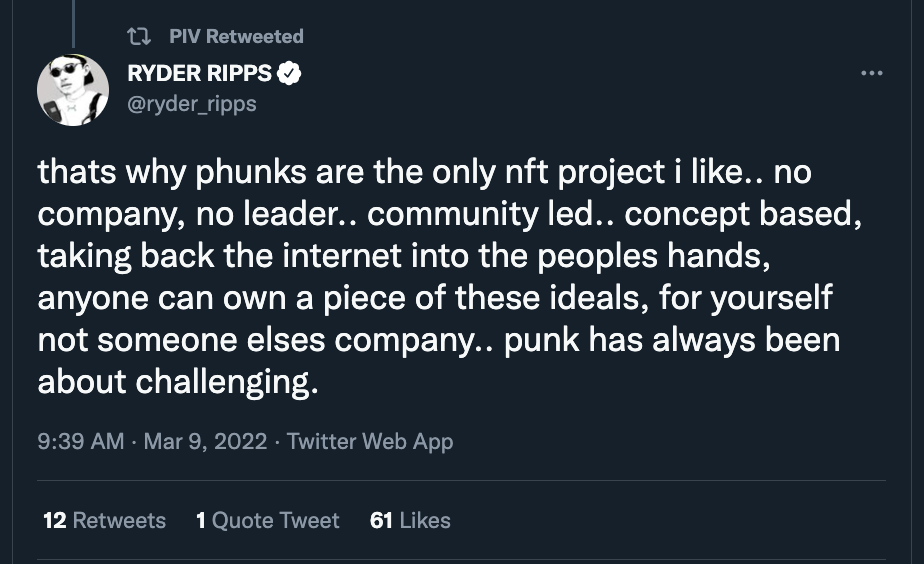 PIV Retweeted
RYDER RIPPS
@ryder_ripps
thats why phunks are the only nft project i like.. no
company, no leader.. community led.. concept based,
taking back the internet into the peoples hands,
anyone can own a piece of these ideals, for yourself
not someone elses company.. punk has always been
about challenging.
9:39 AM · Mar 9, 2022 · Twitter Web App
12 Retweets 1 Quote Tweet 61 Likes